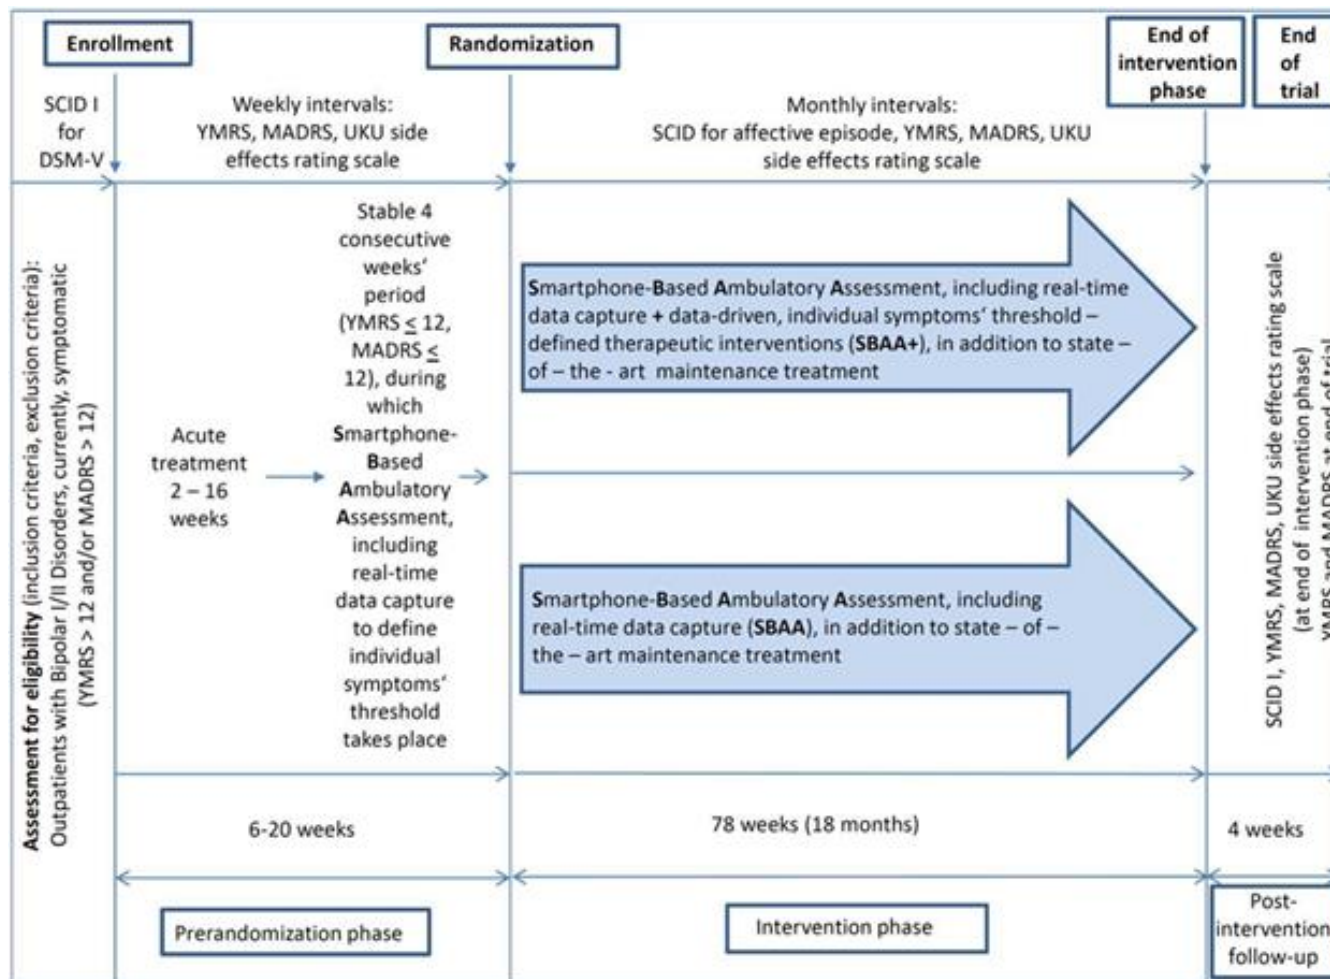 Enrollment
Randomization
End of
intervention
phase
End
of
trial
SCID I
for
DSM-V
Weekly intervals:
YMRS, MADRS, UKU side
effects rating scale
Monthly intervals:
SCID for affective episode, YMRS, MADRS, UKU
side effects rating scale
Assessment for eligibility (inclusion criteria, exclusion criteria):
Outpatients with Bipolar I/II Disorders, currently, symptomatic
(YMRS > 12 and/or MADRS > 12)
Acute
treatment
2 – 16
weeks
Stable 4
consecutive
weeks‘
period
(YMRS ≤ 12,
MADRS ≤
12), during
which
Smartphone-
Based
Ambulatory
Assessment,
including
real-time
data capture
to define
individual
symptoms‘
threshold
takes place
Smartphone-Based Ambulatory Assessment, including real-time
data capture + data-driven, individual symptoms‘ threshold –
defined therapeutic interventions (SBAA+), in addition to state –
of – the - art maintenance treatment
Smartphone-Based Ambulatory Assessment, including
real-time data capture (SBAA), in addition to state – of –
the – art maintenance treatment
SCID I, YMRS, MADRS, UKU side effects rating scale
(at end of intervention phase)
YMRS and MADRS at end of trial
6-20 weeks
78 weeks (18 months)
4 weeks
Prerandomization phase
Intervention phase
Post-
intervention
follow-up